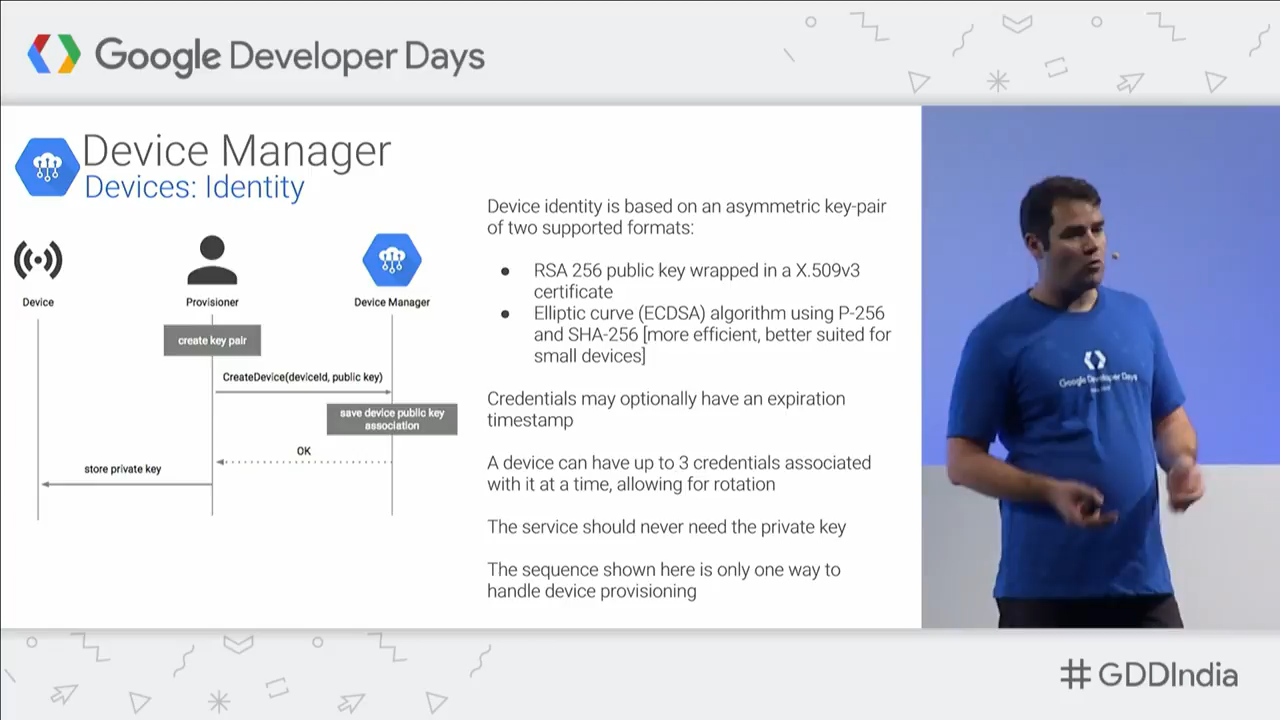 Google Developer Days
Device Manager
Devices: Identity
Device
Provisioner
Device Manager
create key pair
CreateDevice(deviceId, public key)
save device public key
association
OK
store private key
Device identity is based on an asymmetric key-pair
of two supported formats:
● RSA 256 public key wrapped in a X.509v3
certificate
● Elliptic curve (ECDSA) algorithm using P-256
and SHA-256 [more efficient, better suited for
small devices]
Credentials may optionally have an expiration
timestamp
A device can have up to 3 credentials associated
with it at a time, allowing for rotation
The service should never need the private key
The sequence shown here is only one way to
handle device provisioning
Google Developer Days
#GDDIndia